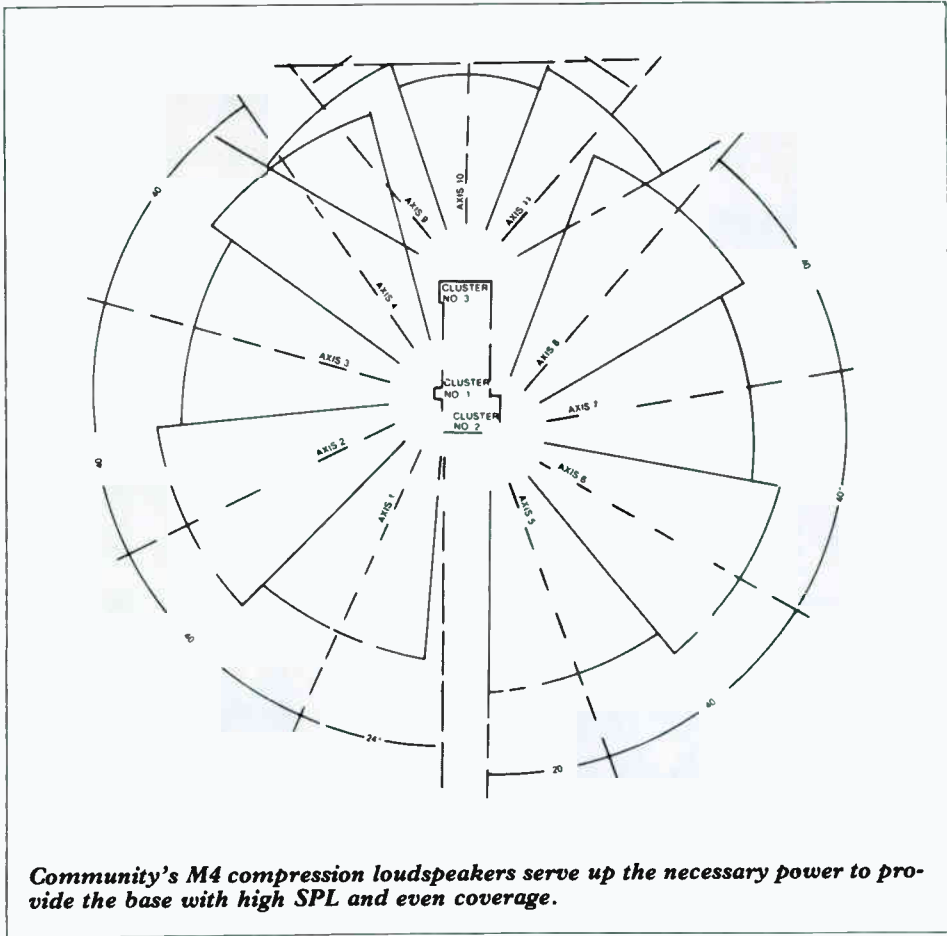 AXIS 10
AXIS 9
AXIS 11
40
40
CLUSTER
NO 3
AXIS 4
AXIS 8
AXIS 3
CLUSTER
NO 1
AXIS 7
CLUSTER
NO. 2
AXIS 2
AXIS 6
40
40°
AXIS 1
AXIS 5
40
40
24°
20
Community's M4 compression loudspeakers serve up the necessary power to pro-
vide the base with high SPL and even coverage.